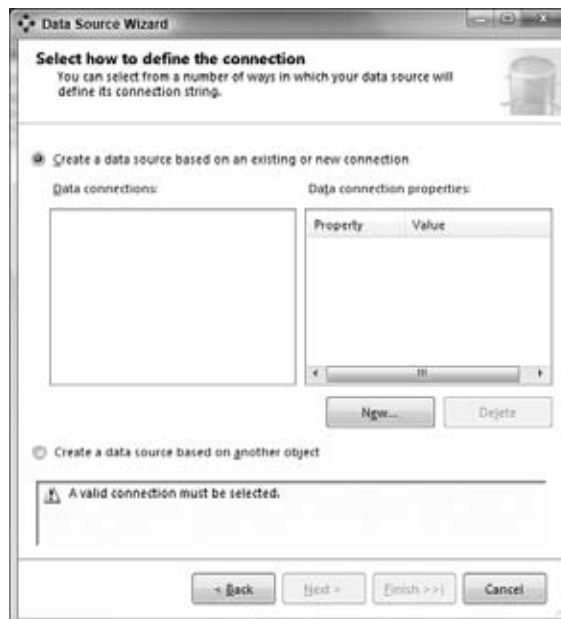 Data Source Wizard
Select how to define the connection
You can select from a number of ways in which your data source will
define its connection string.
Create a data source based on an existing or new connection
Data connections:
Data connection properties:
Property Value
New...
Delete
Create a data source based on another object
A valid connection must be selected.
< Back
Next >
Finish >>|
Cancel